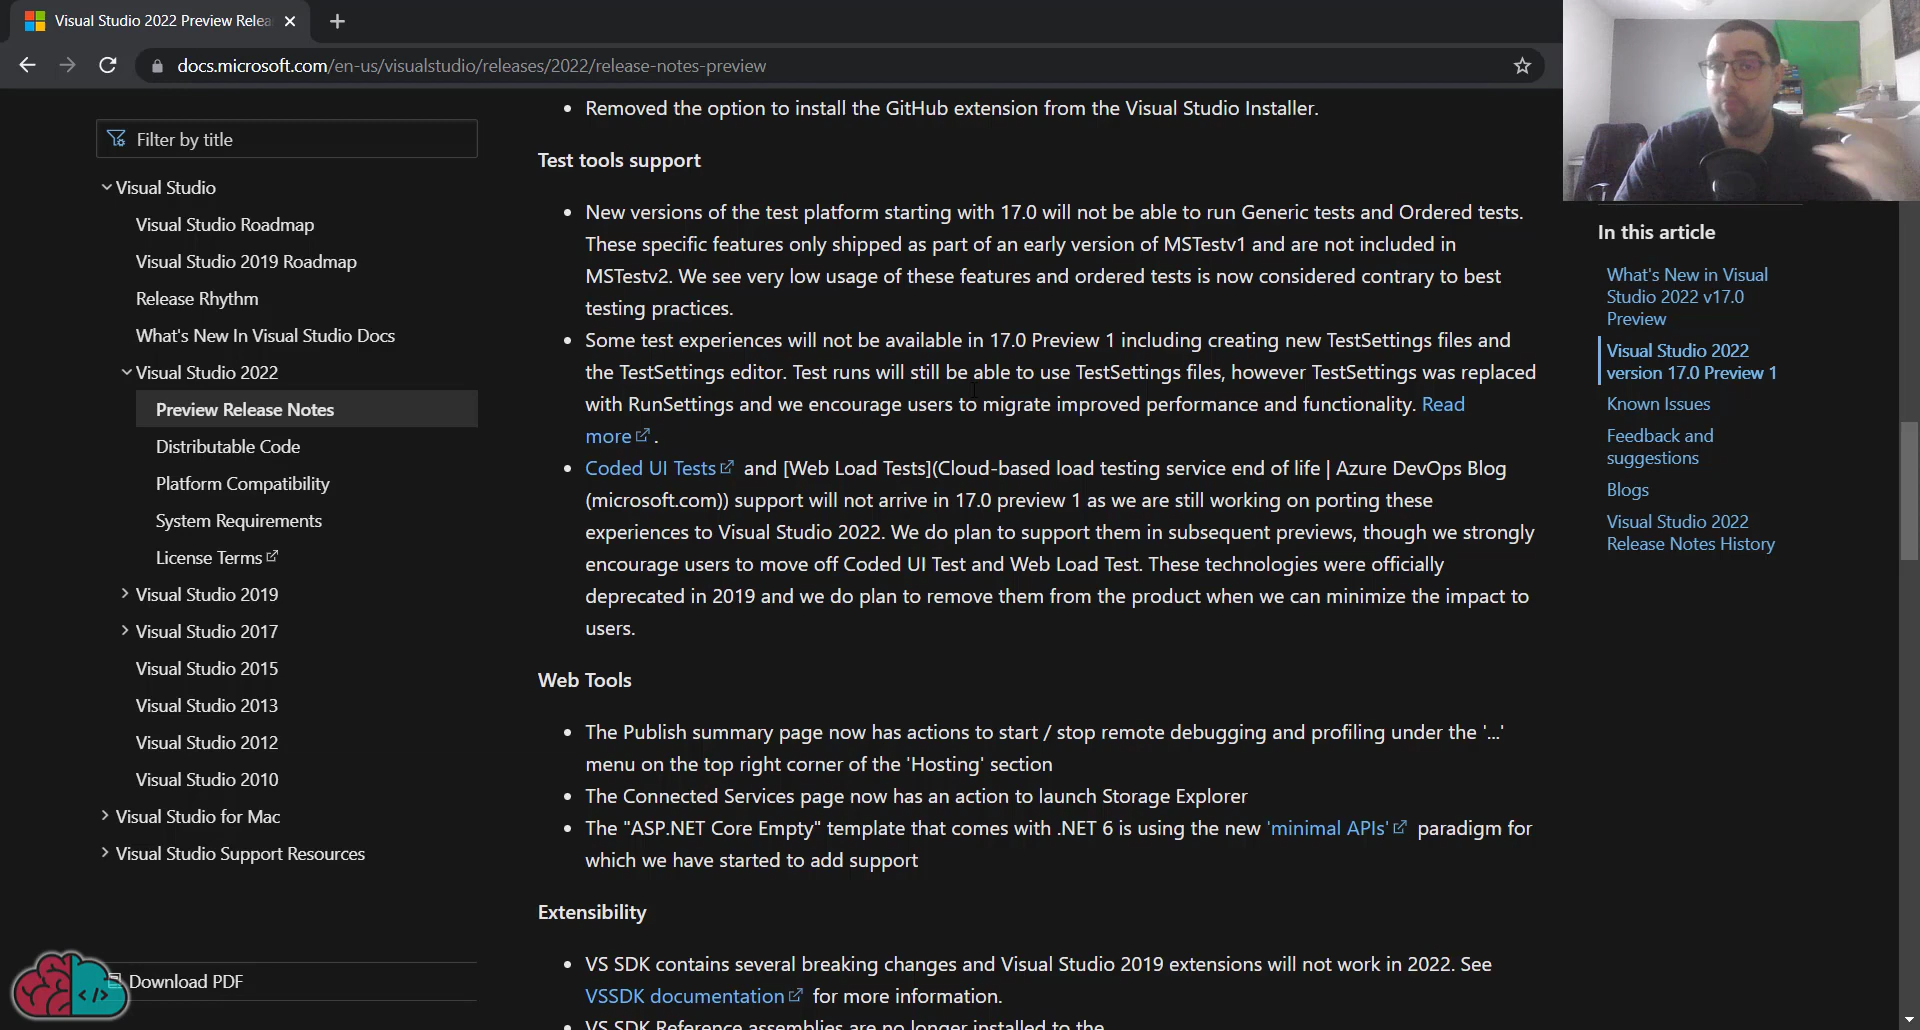 Visual Studio 2022 Preview Relea
docs.microsoft.com/en-us/visualstudio/releases/2022/release-notes-preview
Filter by title
Visual Studio
Visual Studio Roadmap
Visual Studio 2019 Roadmap
Release Rhythm
What's New In Visual Studio Docs
Visual Studio 2022
Preview Release Notes
Distributable Code
Platform Compatibility
System Requirements
License Terms
Visual Studio 2019
Visual Studio 2017
Visual Studio 2015
Visual Studio 2013
Visual Studio 2012
Visual Studio 2010
Visual Studio for Mac
Visual Studio Support Resources
Download PDF
</>
• Removed the option to install the GitHub extension from the Visual Studio Installer.
Test tools support
• New versions of the test platform starting with 17.0 will not be able to run Generic tests and Ordered tests.
These specific features only shipped as part of an early version of MSTestv1 and are not included in
MSTestv2. We see very low usage of these features and ordered tests is now considered contrary to best
testing practices.
• Some test experiences will not be available in 17.0 Preview 1 including creating new TestSettings files and
the TestSettings editor. Test runs will still be able to use TestSettings files, however TestSettings was replaced
with RunSettings and we encourage users to migrate improved performance and functionality. Read
more .
• Coded UI Tests and [Web Load Tests](Cloud-based load testing service end of life | Azure DevOps Blog
(microsoft.com)) support will not arrive in 17.0 preview 1 as we are still working on porting these
experiences to Visual Studio 2022. We do plan to support them in subsequent previews, though we strongly
encourage users to move off Coded UI Test and Web Load Test. These technologies were officially
deprecated in 2019 and we do plan to remove them from the product when we can minimize the impact to
users.
Web Tools
• The Publish summary page now has actions to start / stop remote debugging and profiling under the '...'
menu on the top right corner of the 'Hosting' section
• The Connected Services page now has an action to launch Storage Explorer
• The "ASP.NET Core Empty" template that comes with .NET 6 is using the new 'minimal APIs' paradigm for
which we have started to add support
Extensibility
• VS SDK contains several breaking changes and Visual Studio 2019 extensions will not work in 2022. See
VSSDK documentation for more information.
• VS SDK Reference assemblies are no longer installed to the
In this article
What's New in Visual
Studio 2022 v17.0
Preview
Visual Studio 2022
version 17.0 Preview 1
Known Issues
Feedback and
suggestions
Blogs
Visual Studio 2022
Release Notes History